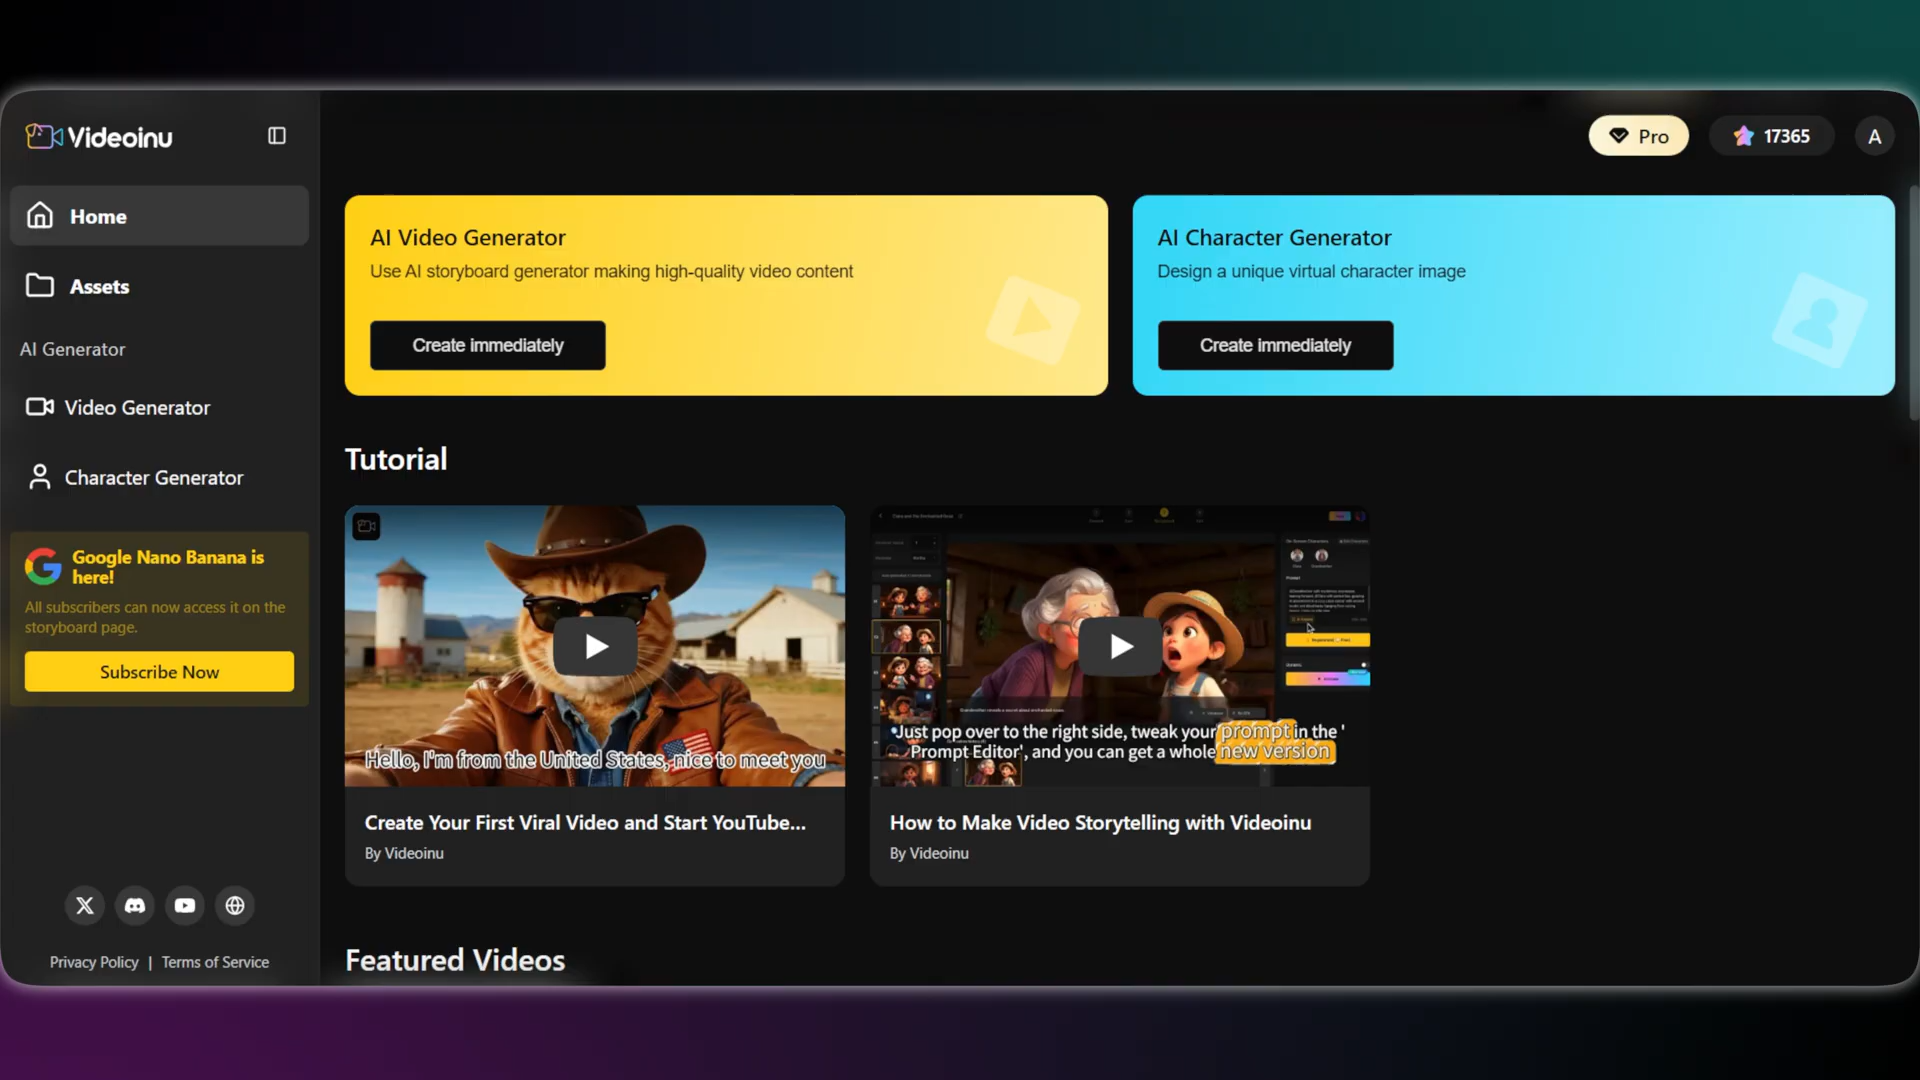 Videoinu
Pro
17365
A
Home
Assets
AI Generator
Video Generator
Character Generator
Google Nano Banana is
here!
All subscribers can now access it on the
storyboard page.
Subscribe Now
Privacy Policy | Terms of Service
AI Video Generator
Use AI storyboard generator making high-quality video content
Create immediately
AI Character Generator
Design a unique virtual character image
Create immediately
Tutorial
Hello, I'm from the United States, nice to meet you
Create Your First Viral Video and Start YouTube...
By Videoinu
Just pop over to the right side, tweak your prompt in the '
Prompt Editor', and you can get a whole new version
How to Make Video Storytelling with Videoinu
By Videoinu
Featured Videos